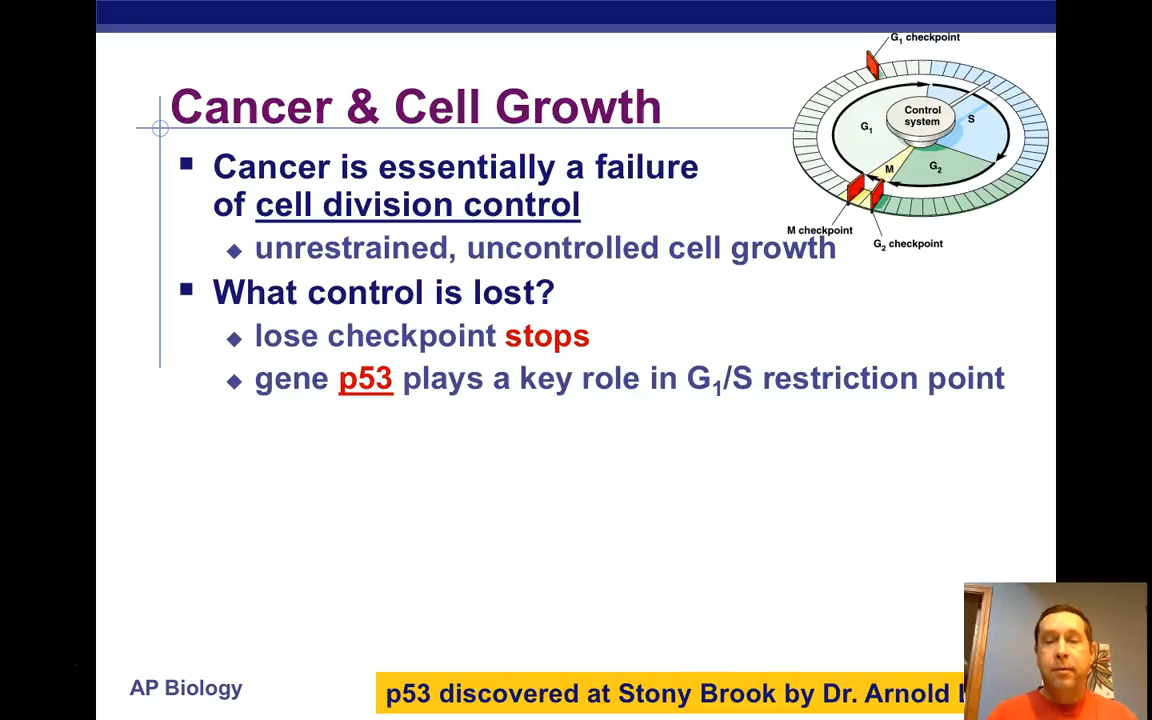 G1 checkpoint
Cancer & Cell Growth
Control
system
S
G1
M
G2
Cancer is essentially a failure
of cell division control
M checkpoint
G2 checkpoint
unrestrained, uncontrolled cell growth
What control is lost?
lose checkpoint stops
gene p53 plays a key role in G1/S restriction point
AP Biology
p53 discovered at Stony Brook by Dr. Arnold